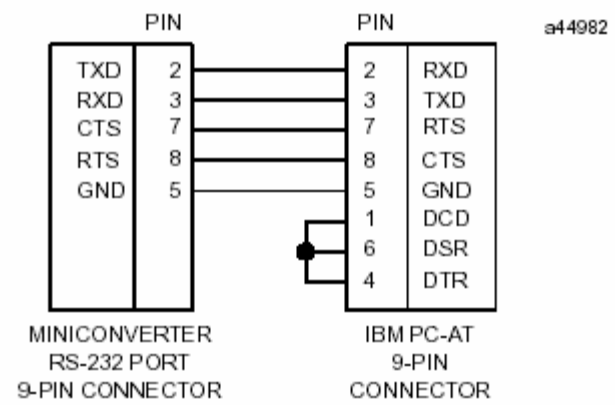 PIN PIN a44982
TXD 2 2 RXD
RXD 3 3 TXD
CTS 7 7 RTS
RTS 8 8 CTS
GND 5 5 GND
1 DCD
6 DSR
4 DTR
MINICONVERTER IBM PC-AT
RS-232 PORT 9-PIN
9-PIN CONNECTOR CONNECTOR